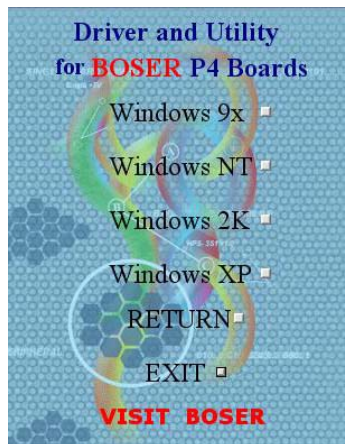 Driver and Utility
for BOSER P4 Boards
Windows 9x
Windows NT
Windows 2K
Windows XP
RETURN
EXIT
VISIT BOSER